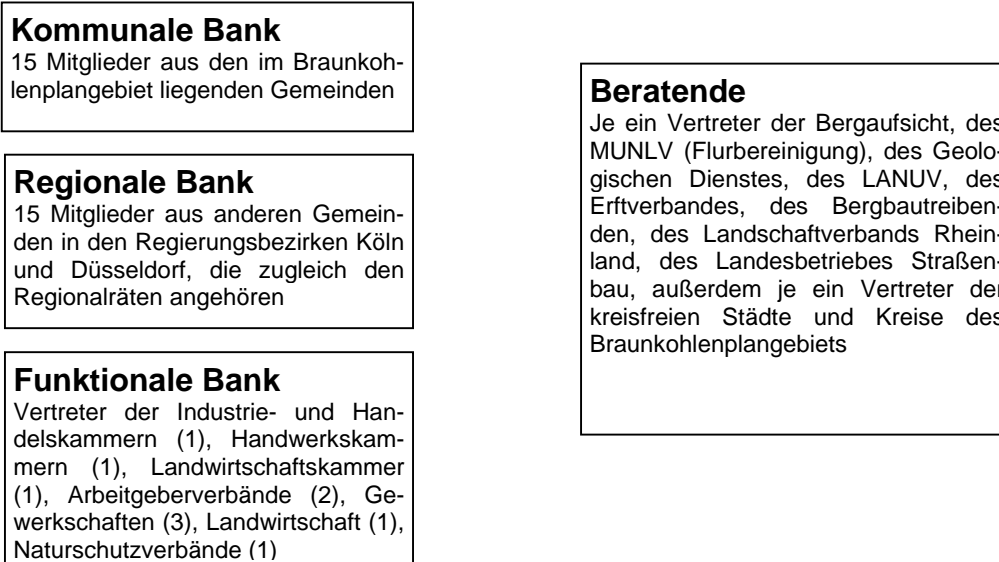 Kommunale Bank
15 Mitglieder aus den im Braunkoh-
lenplangebiet liegenden Gemeinden
Regionale Bank
15 Mitglieder aus anderen Gemein-
den in den Regierungsbezirken Köln
und Düsseldorf, die zugleich den
Regionalräten angehören
Funktionale Bank
Vertreter der Industrie- und Han-
delskammern (1), Handwerkskam-
mern (1), Landwirtschaftskammer
(1), Arbeitgeberverbände (2), Ge-
werkschaften (3), Landwirtschaft (1),
Naturschutzverbände (1)
Beratende
Je ein Vertreter der Bergaufsicht, des
MUNLV (Flurbereinigung), des Geolo-
gischen Dienstes, des LANUV, des
Erftverbandes, des Bergbautreiben-
den, des Landschaftverbands Rhein-
land, des Landesbetriebes Straßen-
bau, außerdem je ein Vertreter der
kreisfreien Städte und Kreise des
Braunkohlenplangebiets